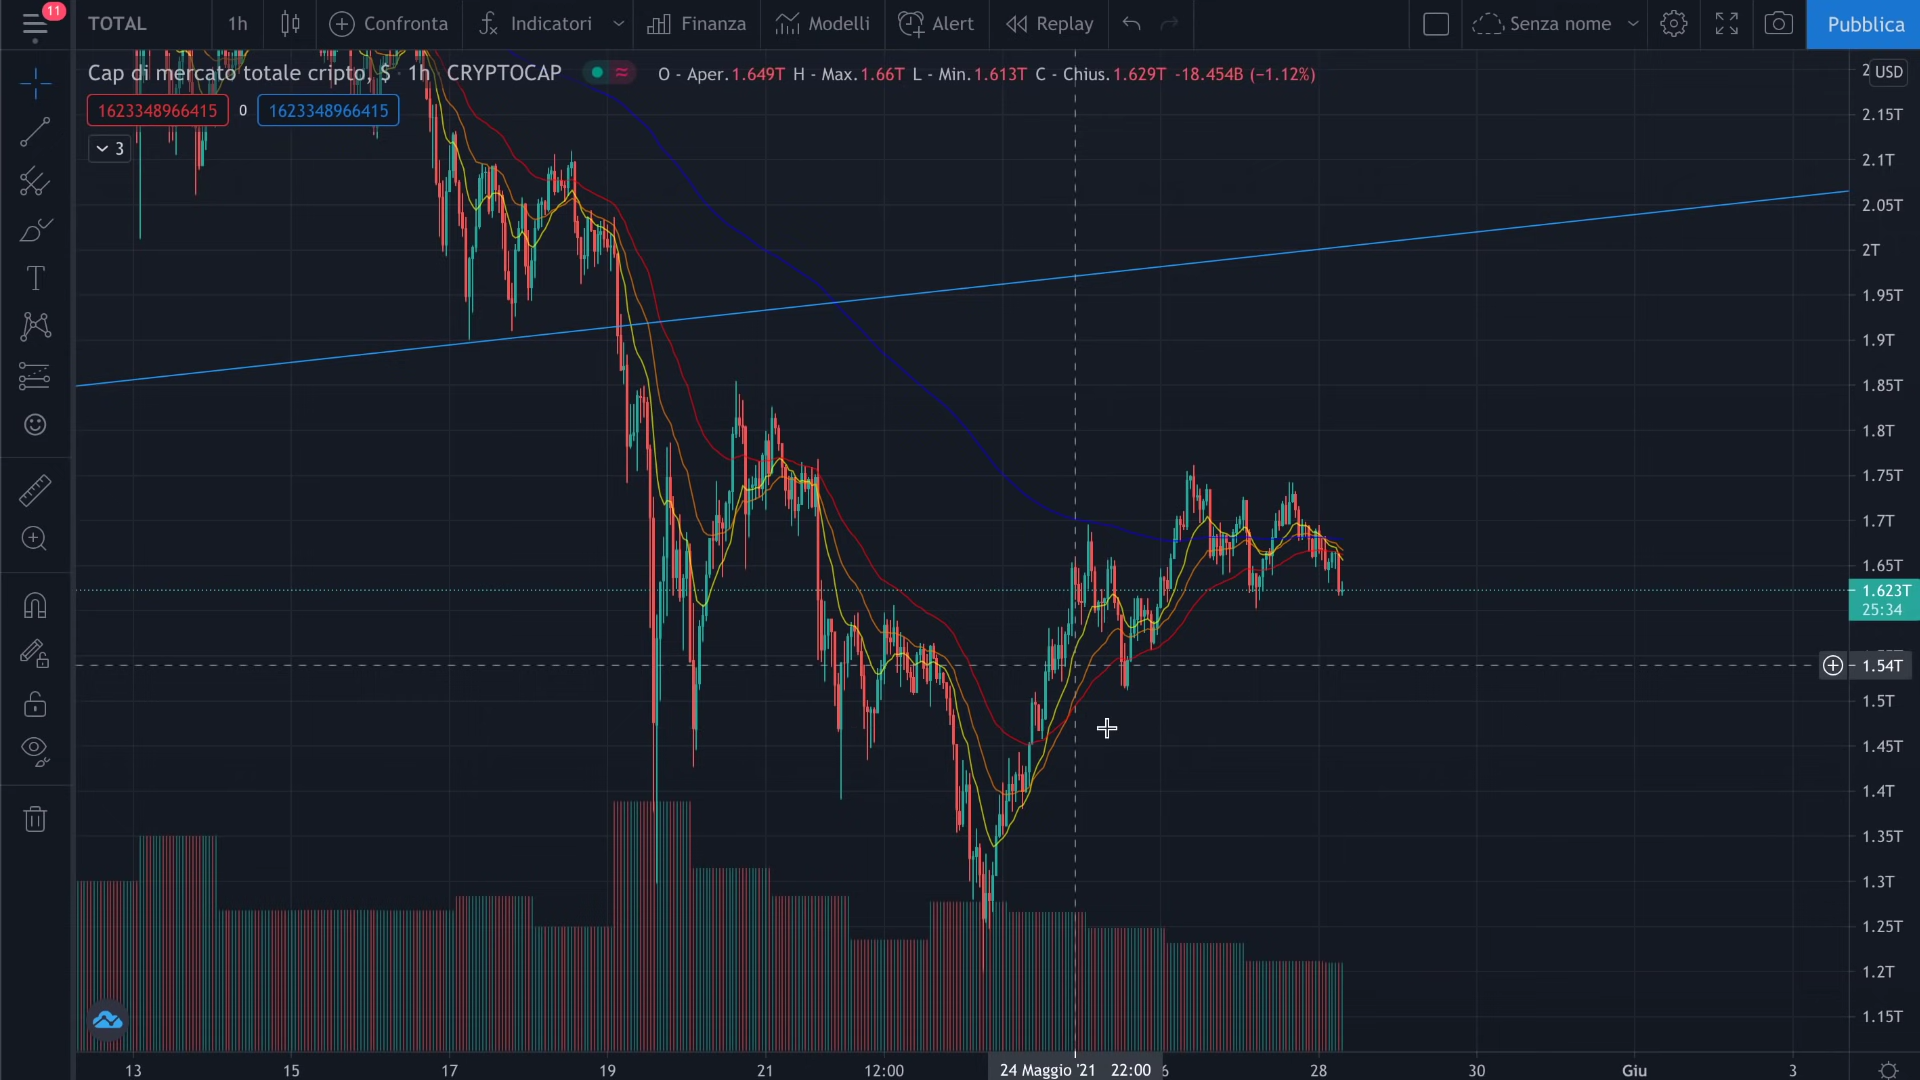 11
TOTAL 1h Confronta Indicatori Finanza Modelli Alert Replay Senza nome Pubblica
Cap di mercato totale cripto, $ · 1h CRYPTOCAP O - Aper.1.649T H - Max.1.66T L - Min.1.613T C - Chius.1.629T -18.454B (−1.12%)
USD
1623348966415 0 1623348966415
3
2.15T
2.1T
2.05T
2T
1.95T
1.9T
1.85T
1.8T
1.75T
1.7T
1.65T
1.623T
25:34
1.54T
1.5T
1.45T
1.4T
1.35T
1.3T
1.25T
1.2T
1.15T
13 15 17 19 21 12:00 24 Maggio '21 22:00 28 30 Giu 3